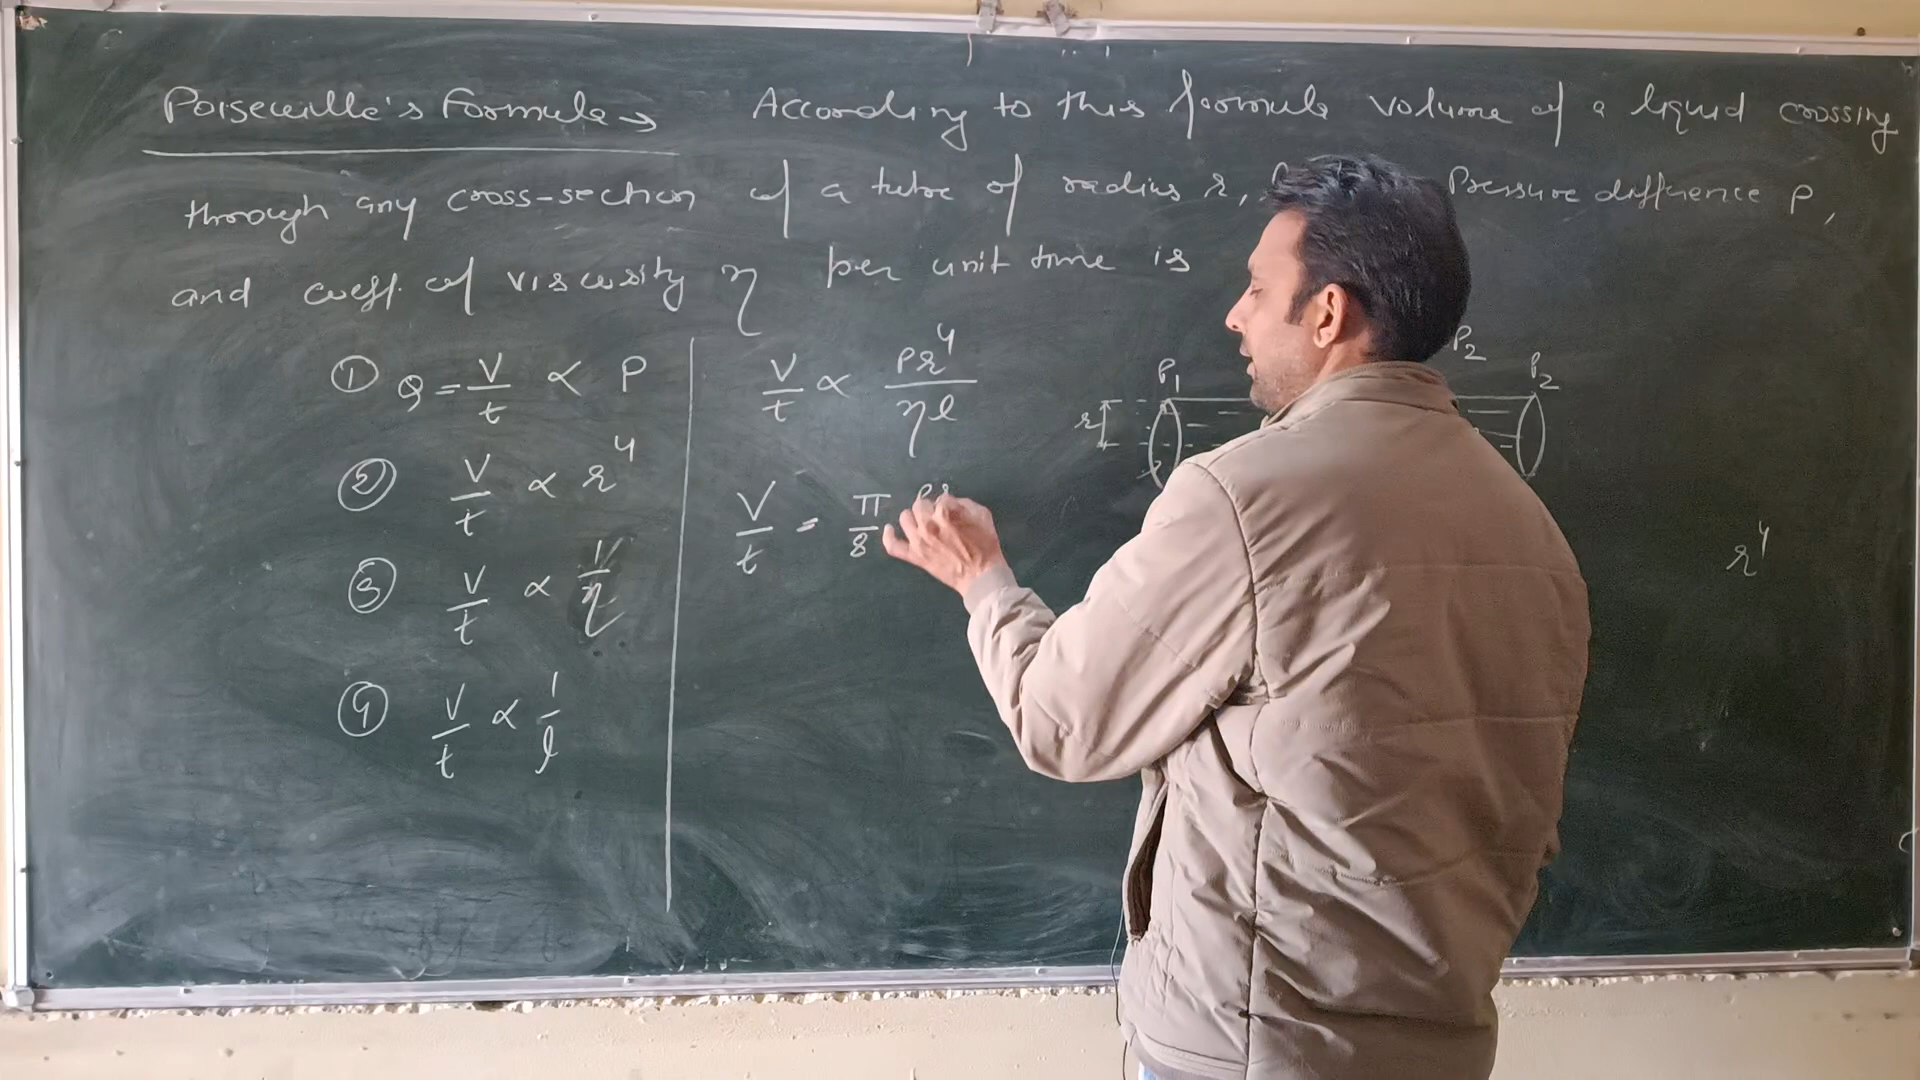 Poiseuille's Formula → According to this formula volume of a liquid crossing
through any cross-section of a tube of radius r, Pressure difference P,
and coeff. of viscosity η per unit time is
① Q = V/t ∝ P
② V/t ∝ r⁴
③ V/t ∝ 1/η
④ V/t ∝ 1/l
V/t ∝ Pr⁴/ηl
V/t = π/8 Pr
P₁ P₂ P₂
r
r⁴